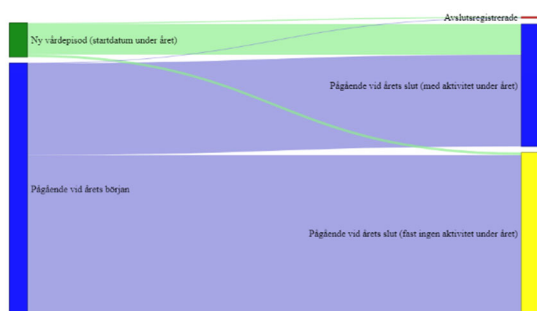 Avslutsregistrerade
Ny vårdepisod (startdatum under året)
Pågående vid årets slut (med aktivitet under året)
Pågående vid årets början
Pågående vid årets slut (fast ingen aktivitet under året)